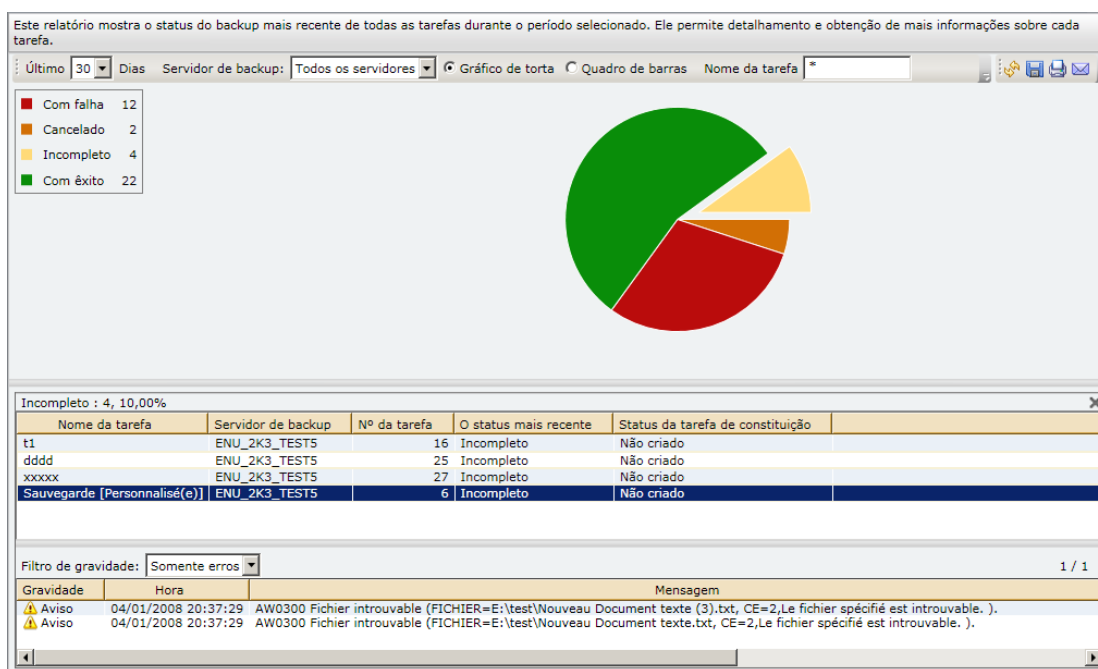 Este relatório mostra o status do backup mais recente de todas as tarefas durante o período selecionado. Ele permite detalhamento e obtenção de mais informações sobre cada
tarefa.
Último 30 Dias Servidor de backup: Todos os servidores Gráfico de torta Quadro de barras Nome da tarefa *
Com falha 12
Cancelado 2
Incompleto 4
Com êxito 22
Incompleto : 4, 10,00%
Nome da tarefa Servidor de backup Nº da tarefa O status mais recente Status da tarefa de constituição
t1 ENU_2K3_TEST5 16 Incompleto Não criado
dddd ENU_2K3_TEST5 25 Incompleto Não criado
xxxxx ENU_2K3_TEST5 27 Incompleto Não criado
Sauvegarde [Personnalisé(e)] ENU_2K3_TEST5 6 Incompleto Não criado
Filtro de gravidade: Somente erros 1 / 1
Gravidade Hora Mensagem
Aviso 04/01/2008 20:37:29 AW0300 Fichier introuvable (FICHIER=E:\test\Nouveau Document texte (3).txt, CE=2,Le fichier spécifié est introuvable. ).
Aviso 04/01/2008 20:37:29 AW0300 Fichier introuvable (FICHIER=E:\test\Nouveau Document texte.txt, CE=2,Le fichier spécifié est introuvable. ).